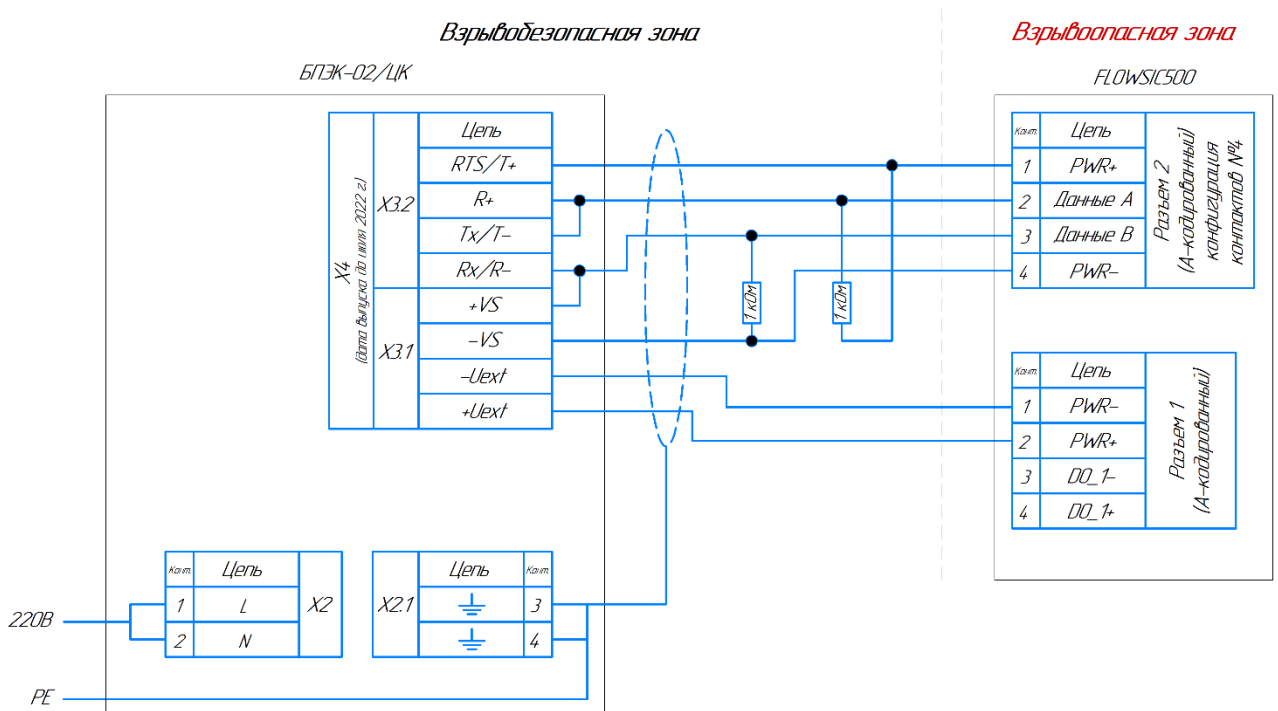 Взрывобезопасная зона
Взрывоопасная зона
БПЭК-02/ЦК
FLOWSIC500
X4
(дата выпуска до июля 2022 г)
X3.2
X3.1
Цепь
RTS/T+
R+
Tx/T-
Rx/R-
+VS
-VS
-Uext
+Uext
1 кОм
1 кОм
Конт. Цепь
1 PWR+
2 Данные А
3 Данные В
4 PWR-
Разъем 2
(А-кодированный)
конфигурация
контактов №4
Конт. Цепь
1 PWR-
2 PWR+
3 DO_1-
4 DO_1+
Разъем 1
(А-кодированный)
220В
PE
Конт. Цепь
1 L
2 N
X2
X2.1
Цепь Конт.
3
4